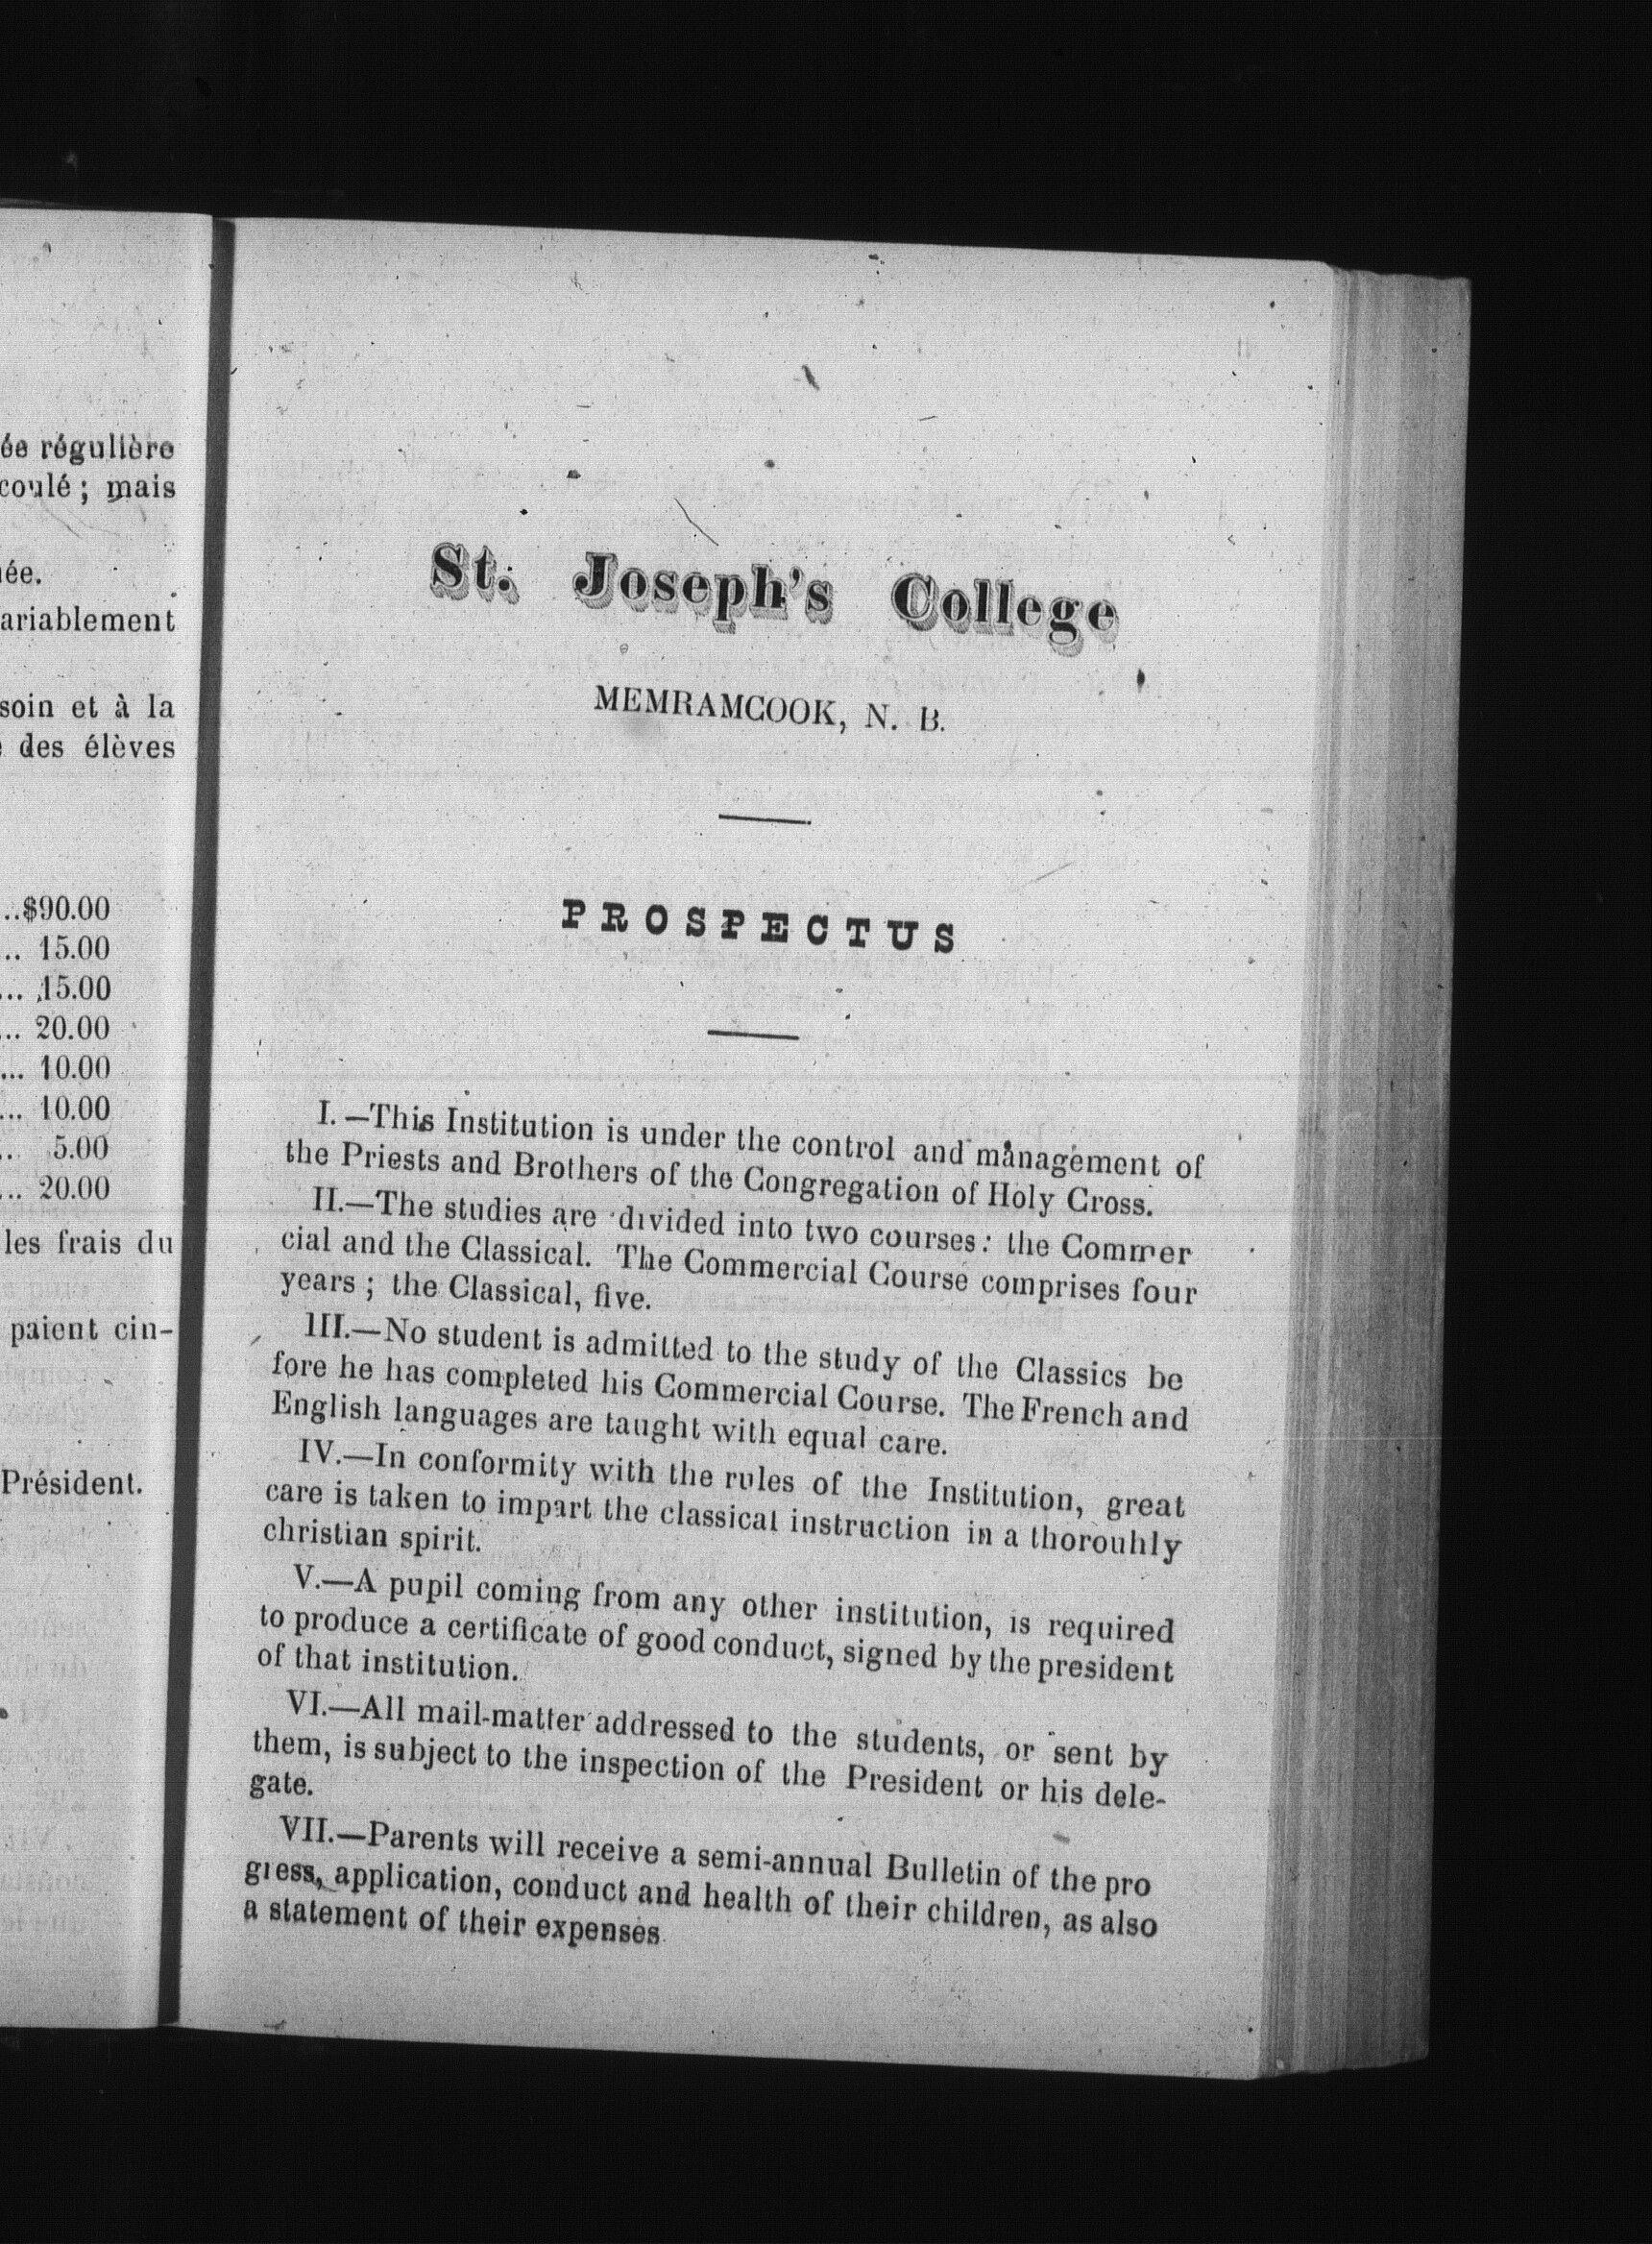 ée régulière
coulé ; mais
ée.
ariablement
soin et à la
des élèves
..$90.00
.. 15.00
... 15.00
... 20.00
... 10.00
... 10.00
.. 5.00
... 20.00
les frais du
paient cin-
Président.
St. Joseph's College
MEMRAMCOOK, N. B.
PROSPECTUS
I.—This Institution is under the control and management of
the Priests and Brothers of the Congregation of Holy Cross.
II.—The studies are divided into two courses: the Commer
cial and the Classical. The Commercial Course comprises four
years ; the Classical, five.
III.—No student is admitted to the study of the Classics be
fore he has completed his Commercial Course. The French and
English languages are taught with equal care.
IV.—In conformity with the rules of the Institution, great
care is taken to impart the classical instruction in a thorouhly
christian spirit.
V.—A pupil coming from any other institution, is required
to produce a certificate of good conduct, signed by the president
of that institution.
VI.—All mail-matter addressed to the students, or sent by
them, is subject to the inspection of the President or his dele-
gate.
VII.—Parents will receive a semi-annual Bulletin of the pro
gress, application, conduct and health of their children, as also
a statement of their expenses